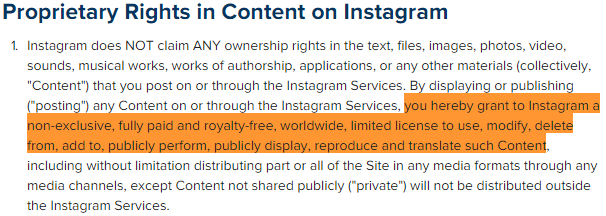 Proprietary Rights in Content on Instagram
1. Instagram does NOT claim ANY ownership rights in the text, files, images, photos, video,
sounds, musical works, works of authorship, applications, or any other materials (collectively,
"Content") that you post on or through the Instagram Services. By displaying or publishing
("posting") any Content on or through the Instagram Services, you hereby grant to Instagram a
non-exclusive, fully paid and royalty-free, worldwide, limited license to use, modify, delete
from, add to, publicly perform, publicly display, reproduce and translate such Content,
including without limitation distributing part or all of the Site in any media formats through any
media channels, except Content not shared publicly ("private") will not be distributed outside
the Instagram Services.